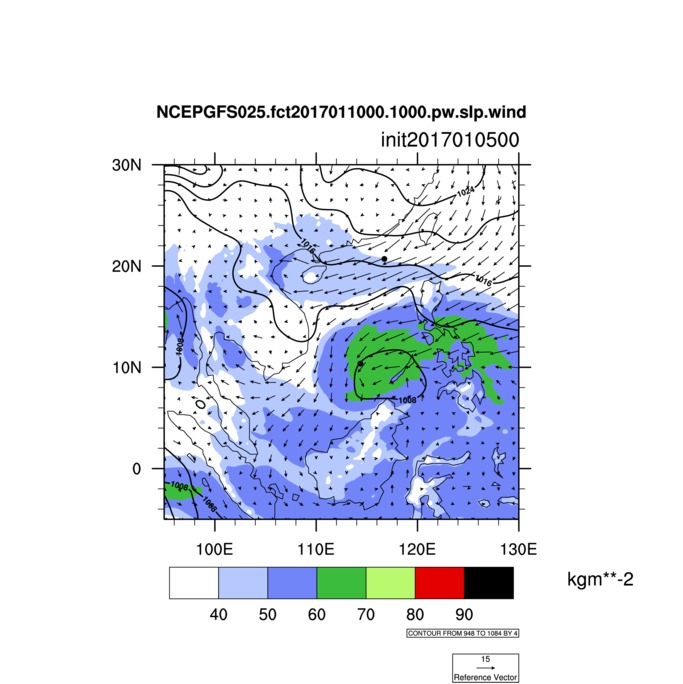 NCEPGFS025.fct2017011000.1000.pw.slp.wind
init2017010500
30N
20N
10N
0
1024
1016
1016
1008
1008
1008
1008
100E
110E
120E
130E
kgm**-2
40
50
60
70
80
90
CONTOUR FROM 948 TO 1084 BY 4
15
Reference Vector